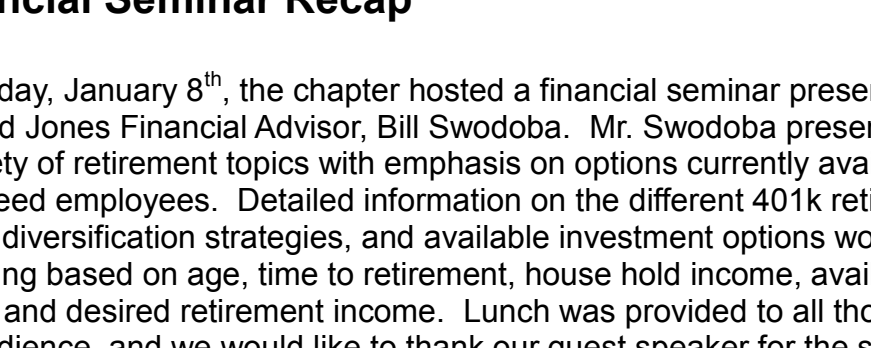 ncial Seminar Recap
day, January 8th, the chapter hosted a financial seminar prese
d Jones Financial Advisor, Bill Swodoba.  Mr. Swodoba prese
ety of retirement topics with emphasis on options currently ava
eed employees.  Detailed information on the different 401k reti
diversification strategies, and available investment options wo
ng based on age, time to retirement, house hold income, avai
and desired retirement income.  Lunch was provided to all tho
dience, and we would like to thank our guest speaker for the s